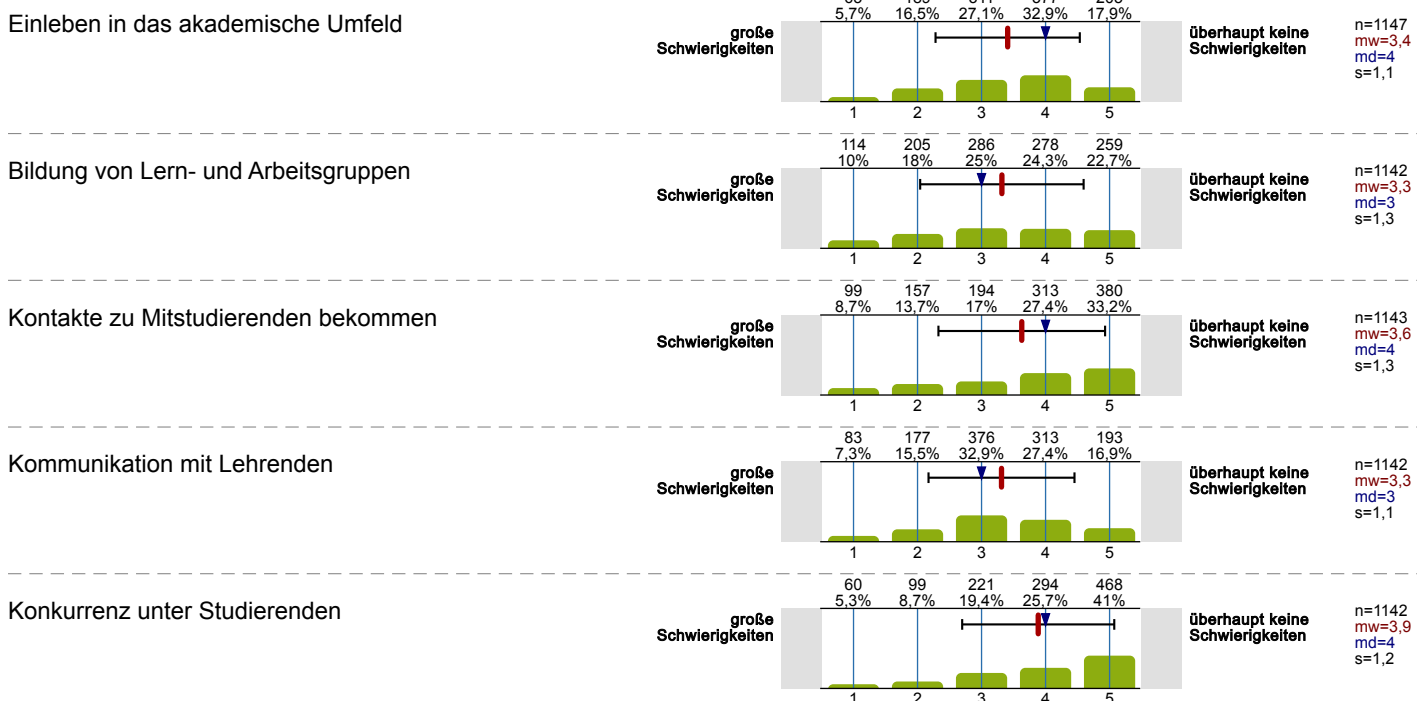 Einleben in das akademische Umfeld
5,7% 16,5% 27,1% 32,9% 17,9%
große
Schwierigkeiten
überhaupt keine
Schwierigkeiten
n=1147
mw=3,4
md=4
s=1,1
1 2 3 4 5
Bildung von Lern- und Arbeitsgruppen
114 205 286 278 259
10% 18% 25% 24,3% 22,7%
große
Schwierigkeiten
überhaupt keine
Schwierigkeiten
n=1142
mw=3,3
md=3
s=1,3
1 2 3 4 5
Kontakte zu Mitstudierenden bekommen
99 157 194 313 380
8,7% 13,7% 17% 27,4% 33,2%
große
Schwierigkeiten
überhaupt keine
Schwierigkeiten
n=1143
mw=3,6
md=4
s=1,3
1 2 3 4 5
Kommunikation mit Lehrenden
83 177 376 313 193
7,3% 15,5% 32,9% 27,4% 16,9%
große
Schwierigkeiten
überhaupt keine
Schwierigkeiten
n=1142
mw=3,3
md=3
s=1,1
1 2 3 4 5
Konkurrenz unter Studierenden
60 99 221 294 468
5,3% 8,7% 19,4% 25,7% 41%
große
Schwierigkeiten
überhaupt keine
Schwierigkeiten
n=1142
mw=3,9
md=4
s=1,2
1 2 3 4 5